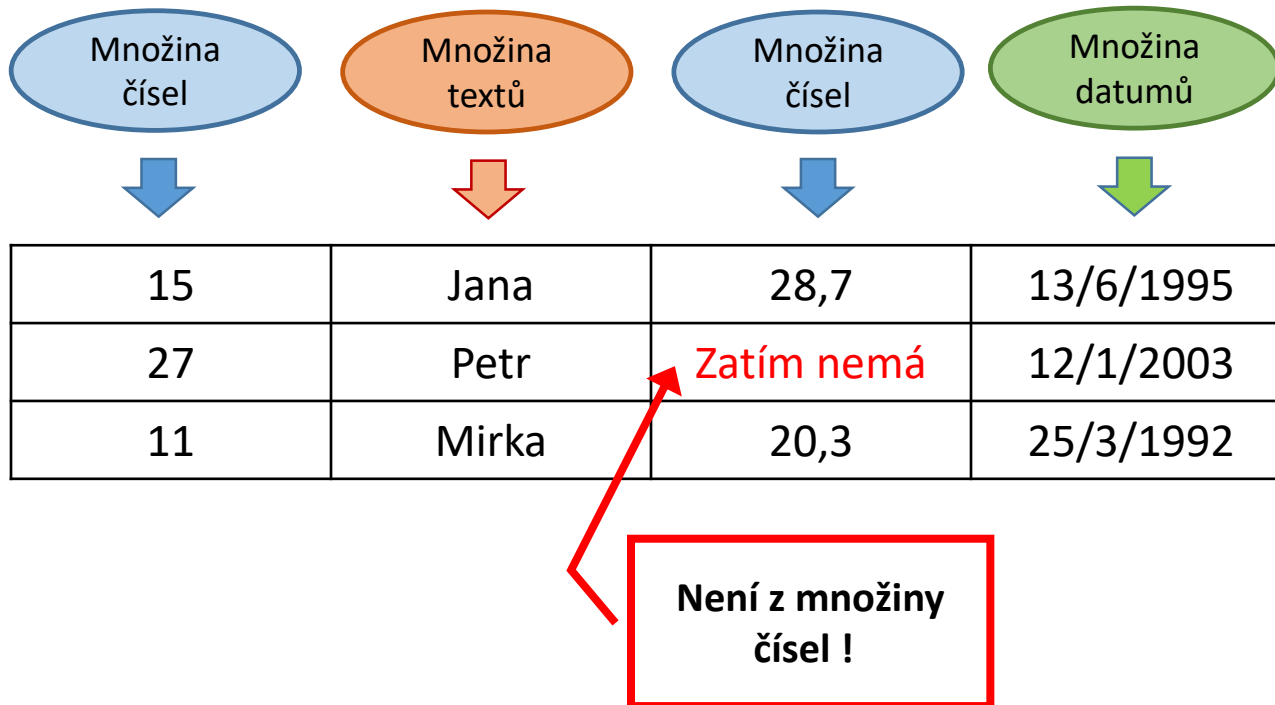 Množina
čísel
Množina
textů
Množina
čísel
Množina
datumů
15 Jana 28,7 13/6/1995
27 Petr Zatím nemá 12/1/2003
11 Mirka 20,3 25/3/1992
Není z množiny
čísel !